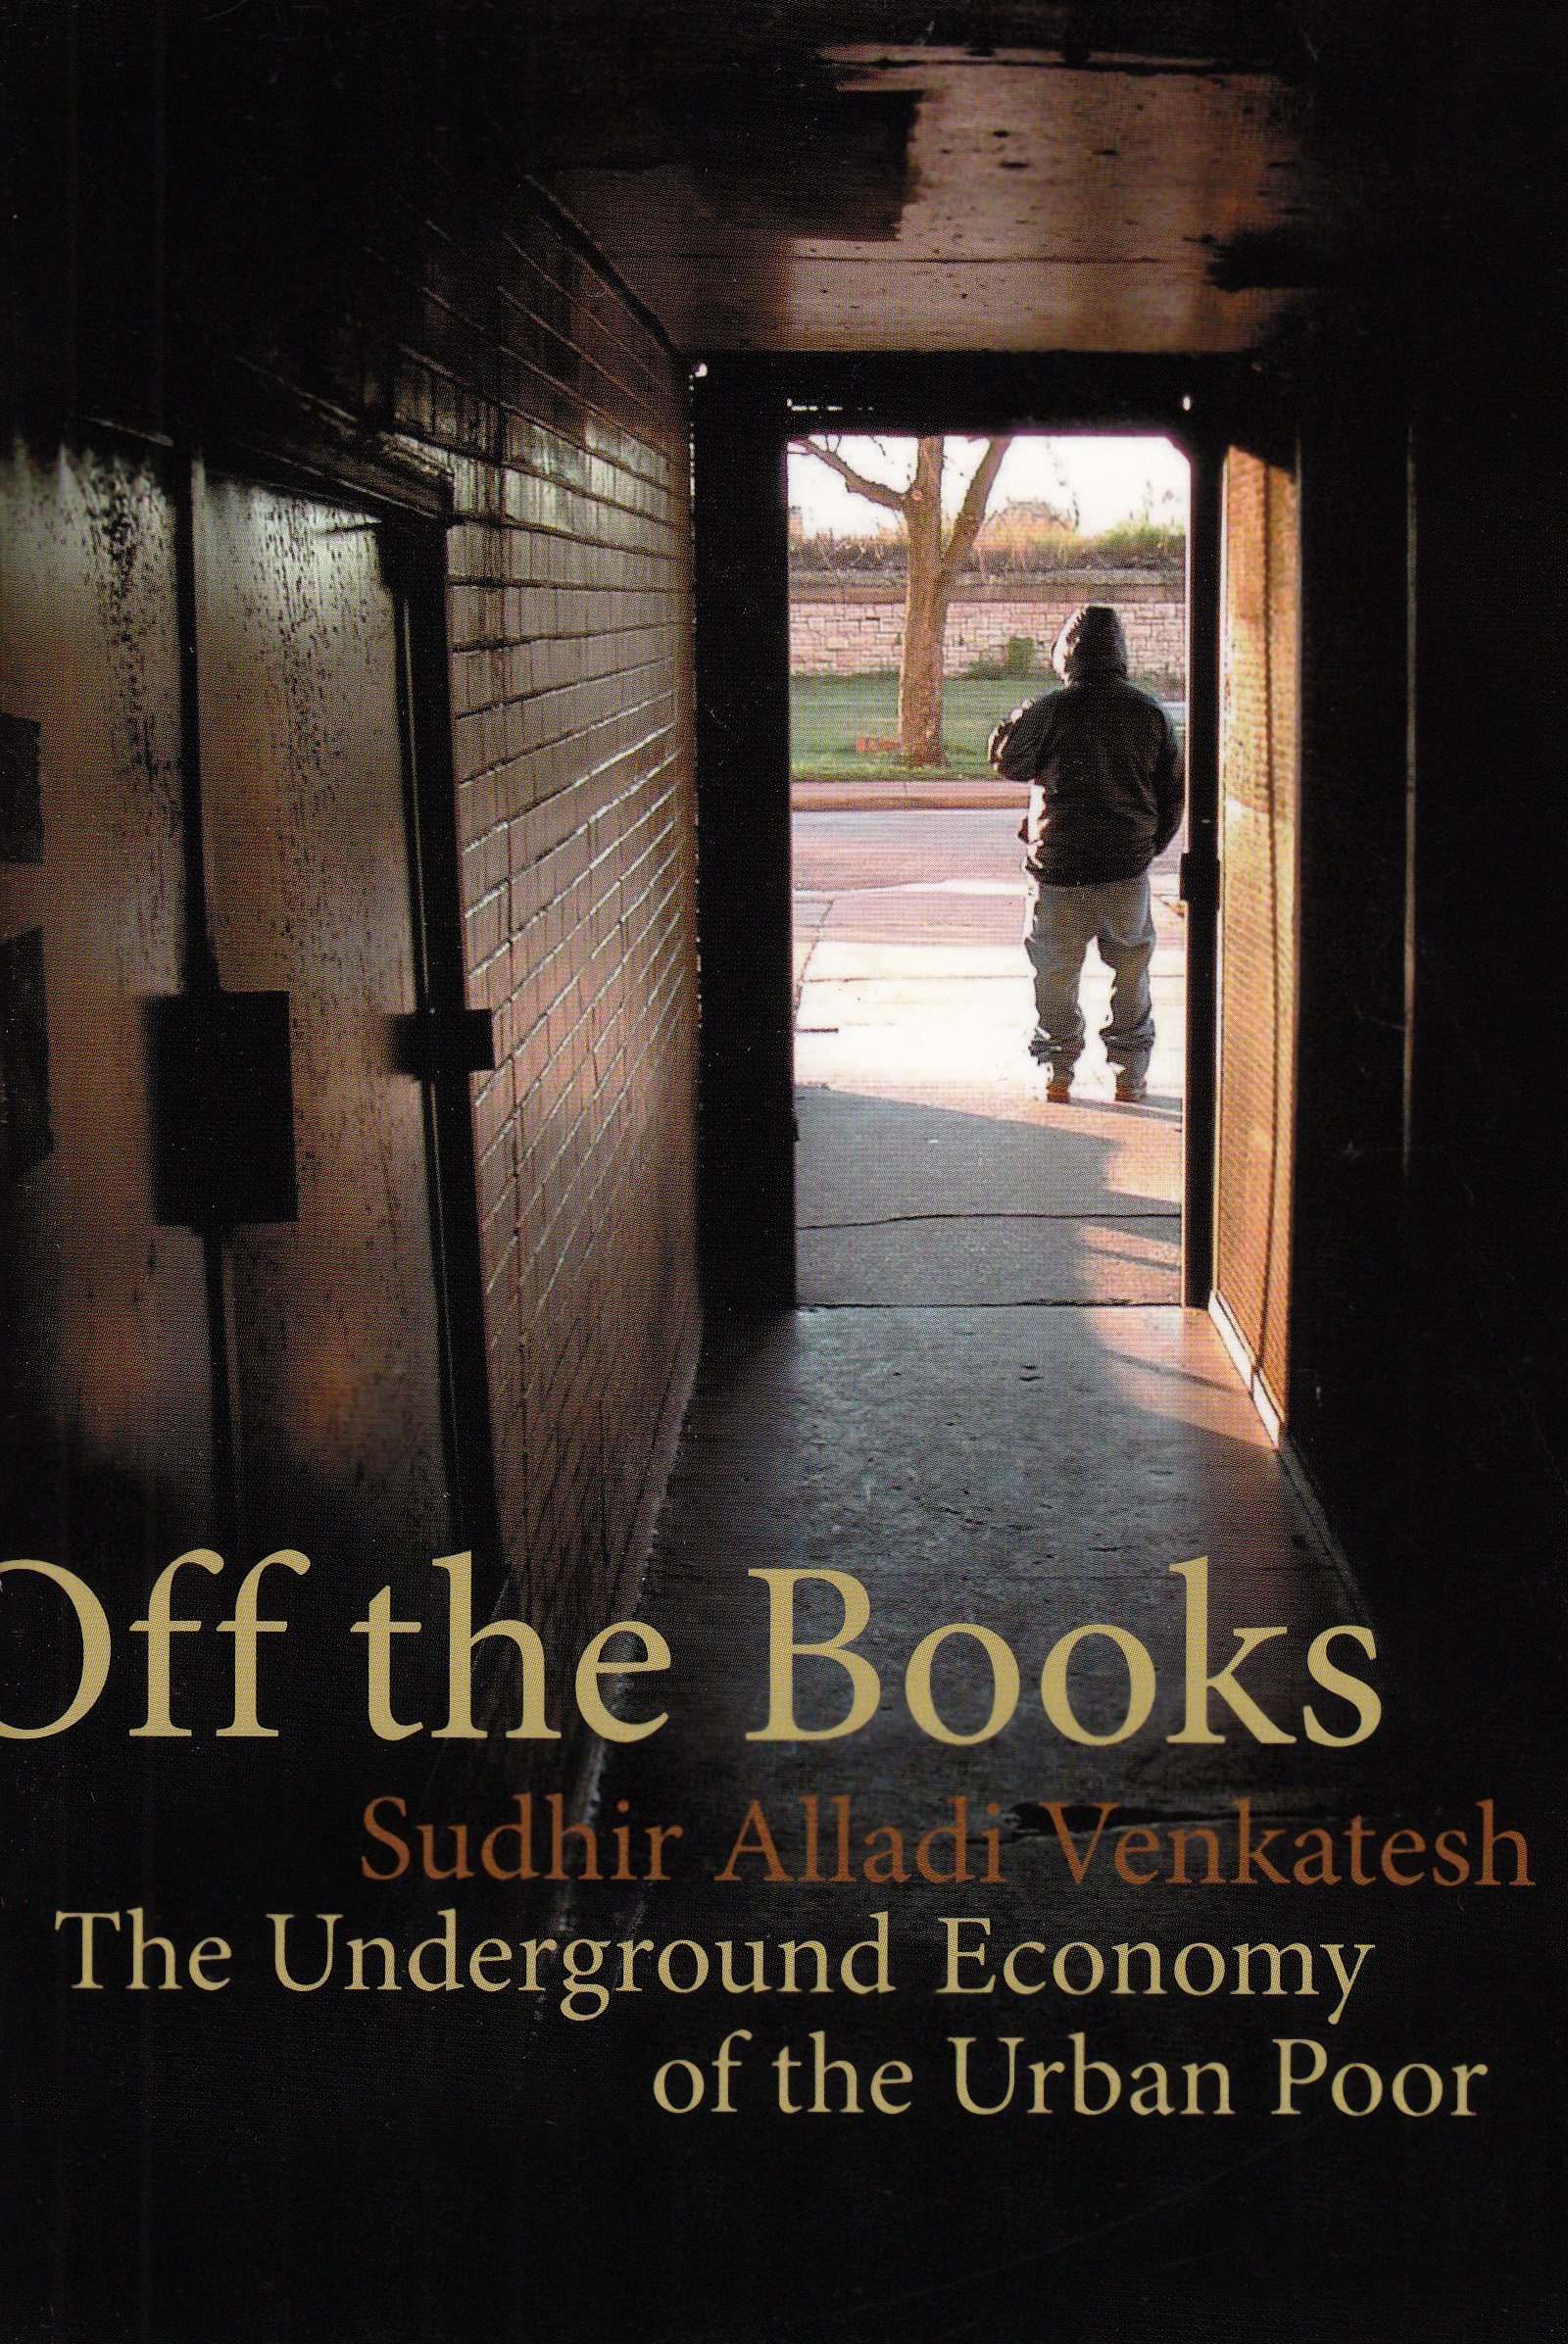 Off the Books
Sudhir Alladi Venkatesh
The Underground Economy
of the Urban Poor